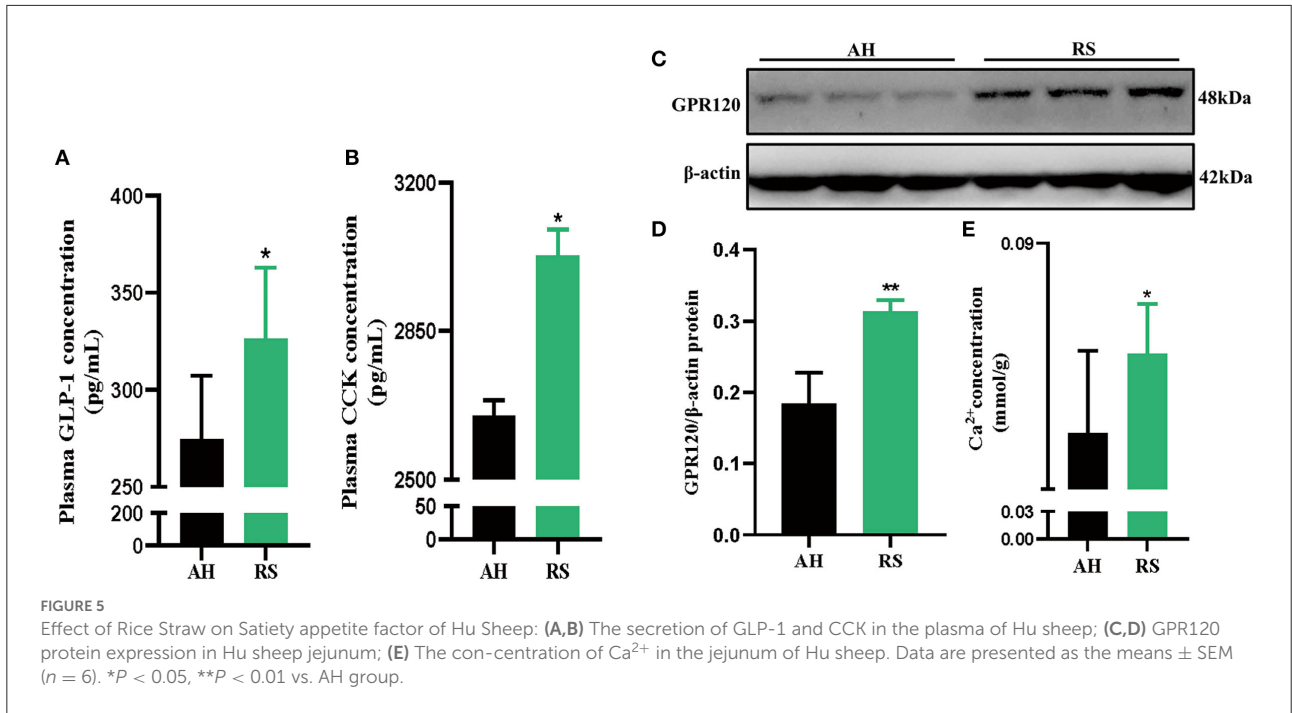 A
Plasma GLP-1 concentration
(pg/mL)
400
350
300
250
200
0
*
AH RS
B
Plasma CCK concentration
(pg/mL)
3200
2850
2500
50
0
*
AH RS
C
AH RS
GPR120 48kDa
β-actin 42kDa
D
GPR120/β-actin protein
0.4
0.3
0.2
0.1
0.0
**
AH RS
E
Ca²⁺concentration
(mmol/g)
0.09
0.03
0.00
*
AH RS
FIGURE 5
Effect of Rice Straw on Satiety appetite factor of Hu Sheep: (A,B) The secretion of GLP-1 and CCK in the plasma of Hu sheep; (C,D) GPR120
protein expression in Hu sheep jejunum; (E) The con-centration of Ca²⁺ in the jejunum of Hu sheep. Data are presented as the means ± SEM
(n = 6). *P < 0.05, **P < 0.01 vs. AH group.